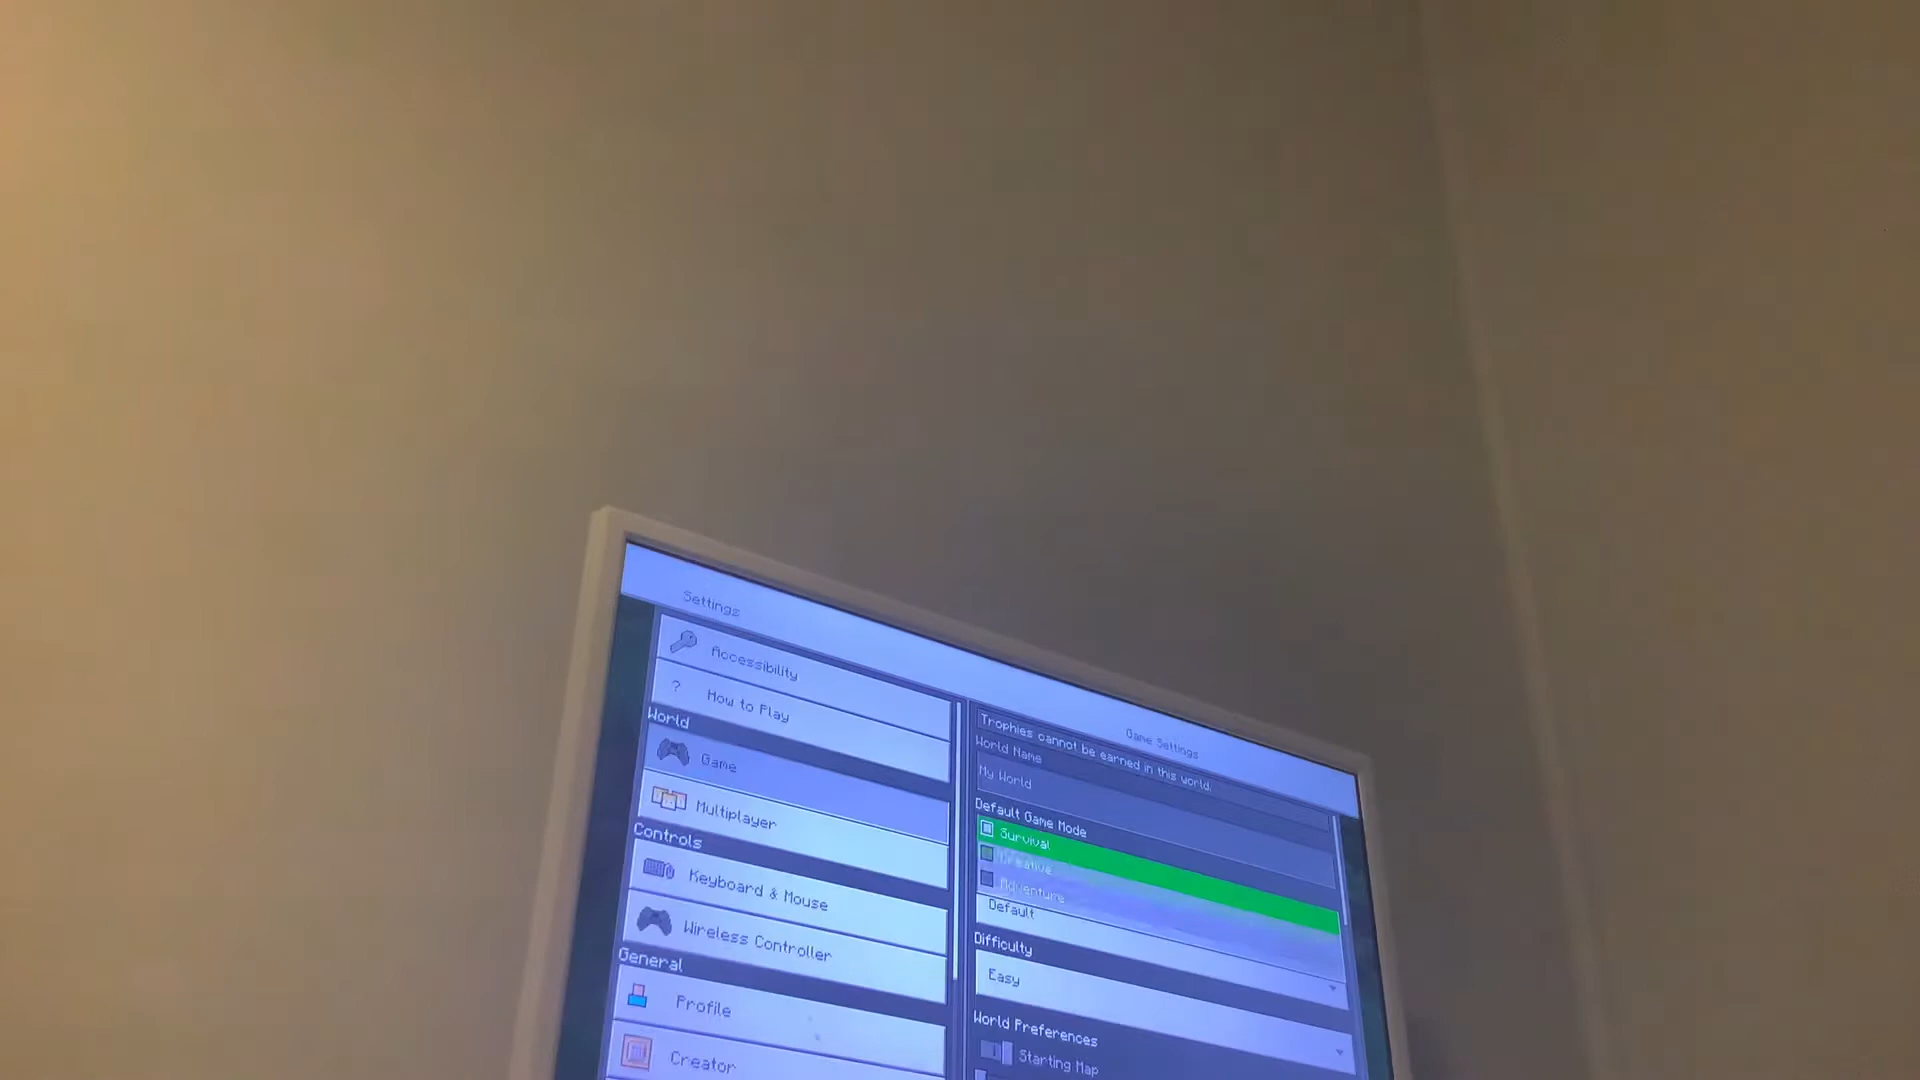 Settings
Accessibility
? How to Play
World
Game
Multiplayer
Controls
Keyboard & Mouse
Wireless Controller
General
Profile
Creator
Game Settings
Trophies cannot be earned in this world.
World Name
My World
Default Game Mode
Survival
Creative
Adventure
Default
Difficulty
Easy
World Preferences
Starting Map